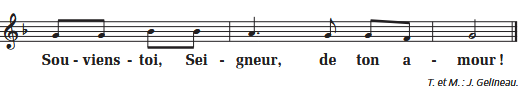 Sou - viens - toi, Sei - gneur, de ton a - mour !
T. et M. : J. Gelineau.